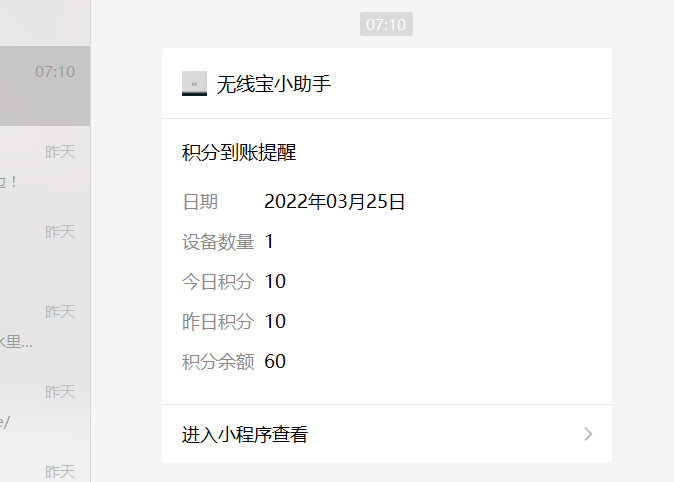 07:10
07:10
无线宝小助手
昨天
积分到账提醒
！
日期 2022年03月25日
昨天
设备数量 1
今日积分 10
昨天
昨日积分 10
水里...
积分余额 60
昨天
e/
进入小程序查看
昨天